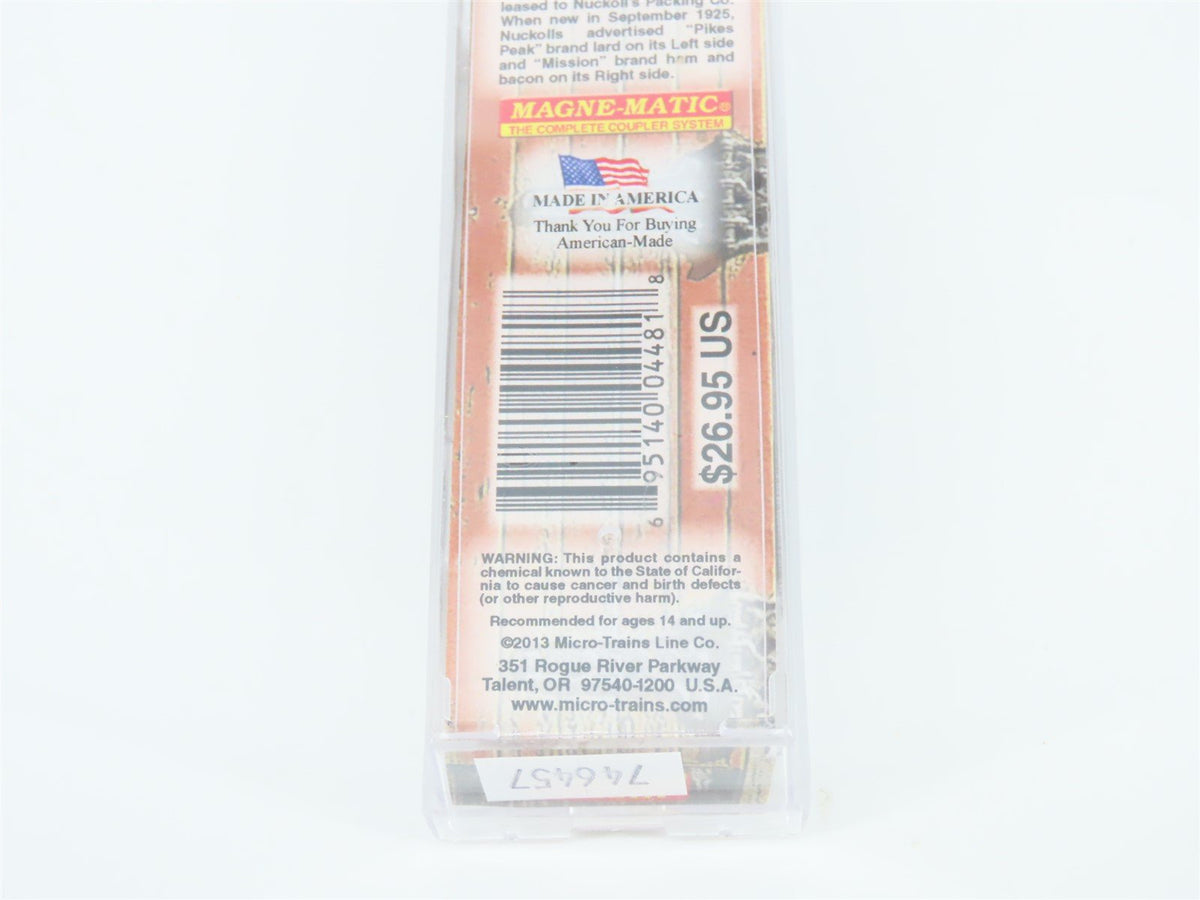 leased to Nuckoll's Packing Co.
When new in September 1925,
Nuckolls advertised "Pikes
Peak" brand lard on its Left side
and "Mission" brand ham and
bacon on its Right side.
MAGNE-MATIC®
THE COMPLETE COUPLER SYSTEM
MADE IN AMERICA
Thank You For Buying
American-Made
6 95140 04481 8
$26.95 US
WARNING: This product contains a
chemical known to the State of Califor-
nia to cause cancer and birth defects
(or other reproductive harm).
Recommended for ages 14 and up.
©2013 Micro-Trains Line Co.
351 Rogue River Parkway
Talent, OR 97540-1200 U.S.A.
www.micro-trains.com
746457